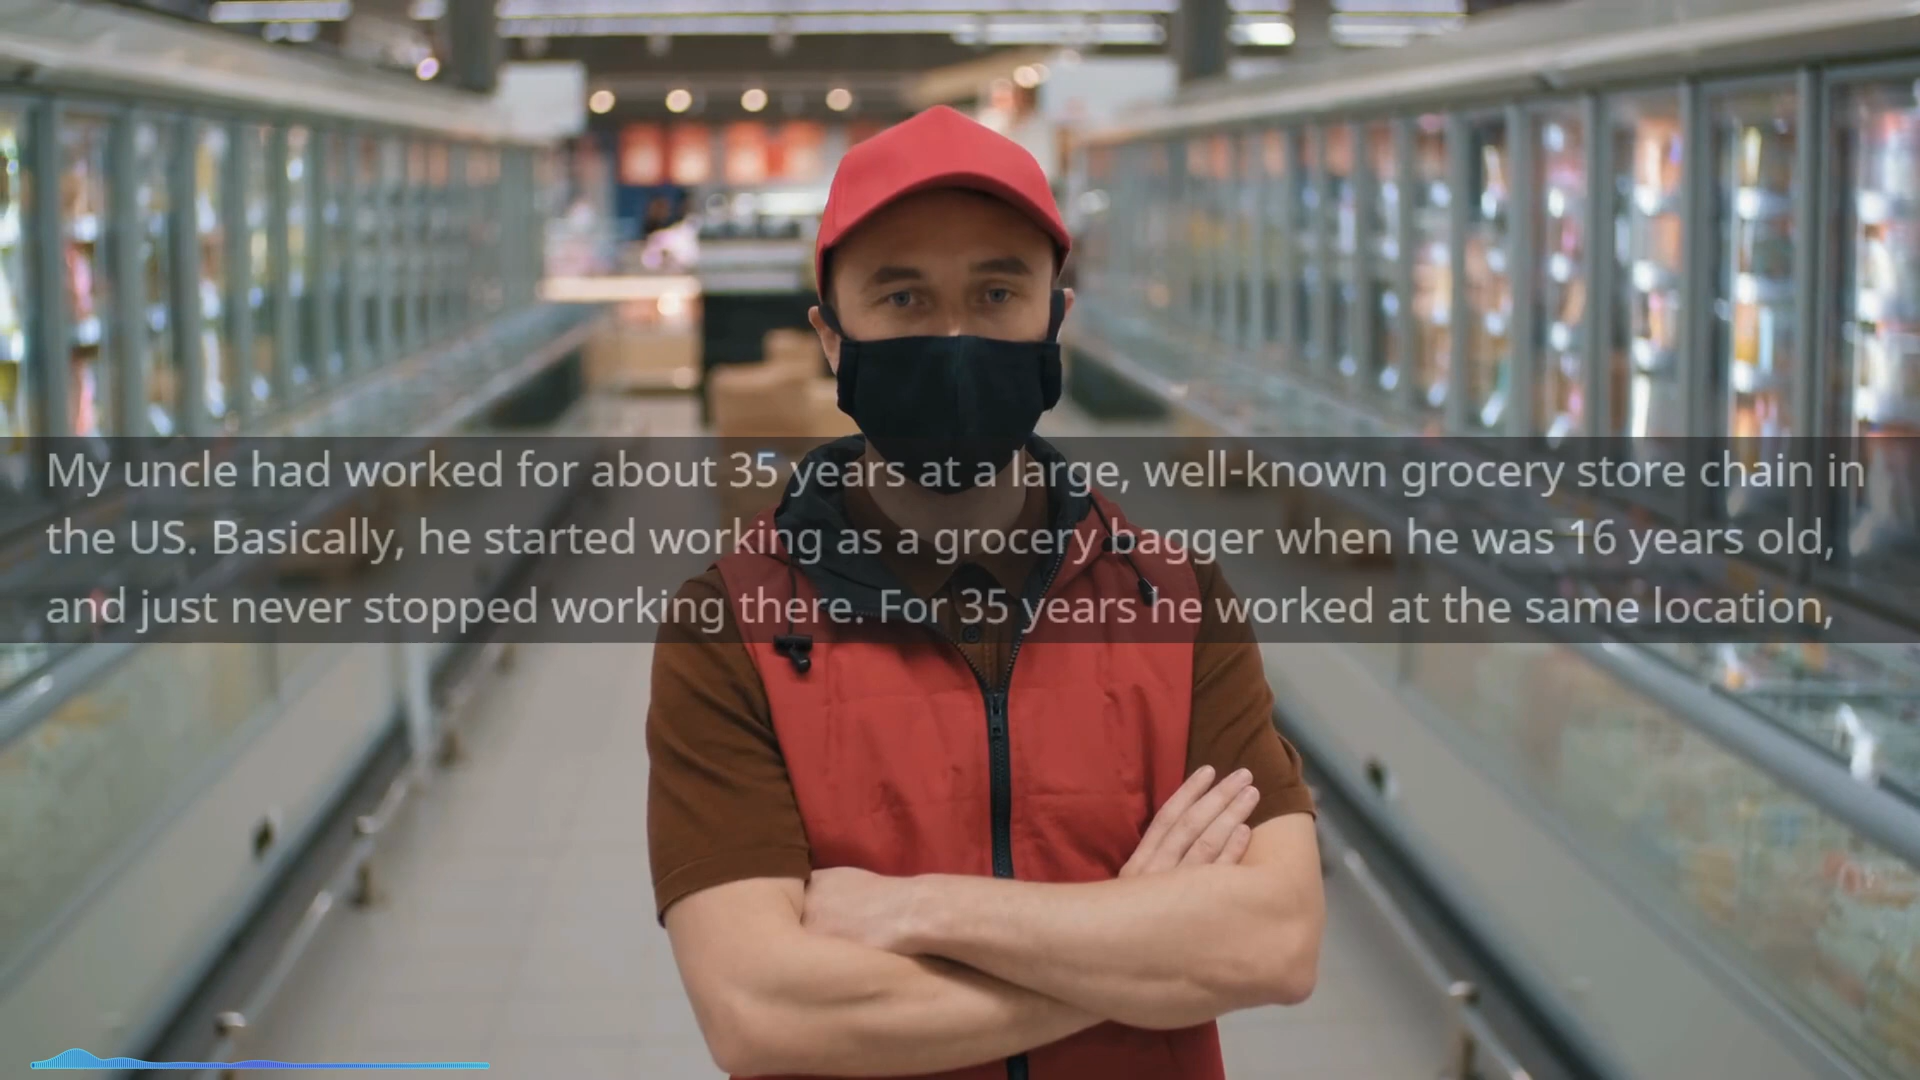 My uncle had worked for about 35 years at a large, well-known grocery store chain in
the US. Basically, he started working as a grocery bagger when he was 16 years old,
and just never stopped working there. For 35 years he worked at the same location,